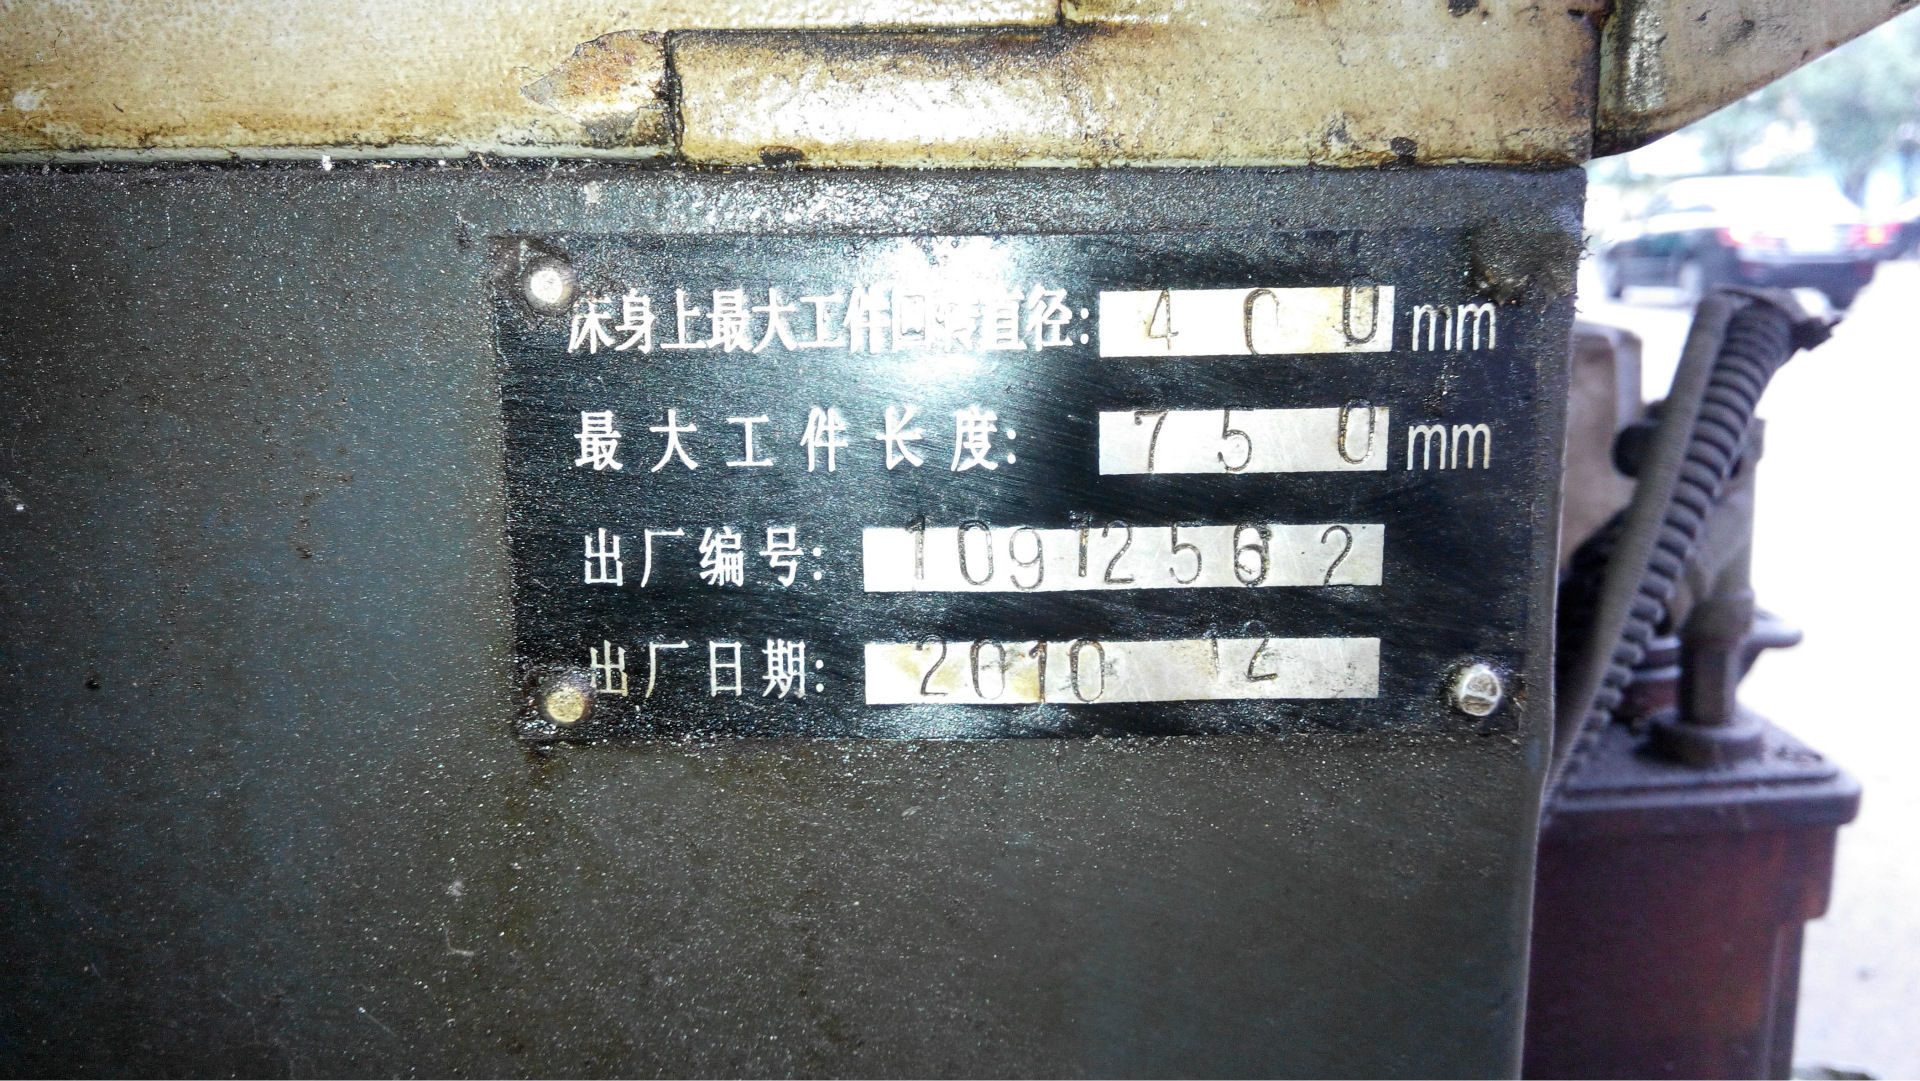 床身上最大工件回转直径: 400 mm
最大工件长度: 750 mm
出厂编号: 10912562
出厂日期: 2010 12